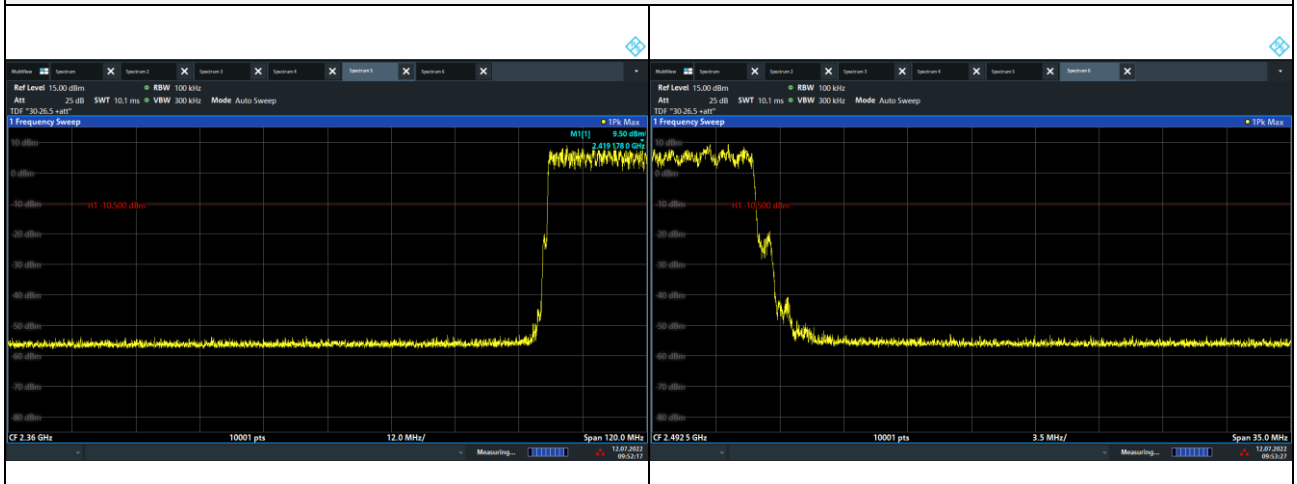 MultiView Spectrum Spectrum 2 Spectrum 3 Spectrum 4 Spectrum 5 Spectrum 6
Ref Level 15.00 dBm RBW 100 kHz
Att 25 dB SWT 10.1 ms VBW 300 kHz Mode Auto Sweep
TDF "30-26.5 +att"
1 Frequency Sweep 1Pk Max
M1[1] 9.50 dBm
2.419 178 0 GHz
10 dBm
0 dBm
-10 dBm
H1 -10.500 dBm
-20 dBm
-30 dBm
-40 dBm
-50 dBm
-60 dBm
-70 dBm
-80 dBm
CF 2.36 GHz 10001 pts 12.0 MHz/ Span 120.0 MHz
Measuring... 12.07.2022
09:52:17
MultiView Spectrum Spectrum 2 Spectrum 3 Spectrum 4 Spectrum 5 Spectrum 6
Ref Level 15.00 dBm RBW 100 kHz
Att 25 dB SWT 10.1 ms VBW 300 kHz Mode Auto Sweep
TDF "30-26.5 +att"
1 Frequency Sweep 1Pk Max
10 dBm
0 dBm
-10 dBm
H1 -10.500 dBm
-20 dBm
-30 dBm
-40 dBm
-50 dBm
-60 dBm
-70 dBm
-80 dBm
CF 2.492 5 GHz 10001 pts 3.5 MHz/ Span 35.0 MHz
Measuring... 12.07.2022
09:53:27